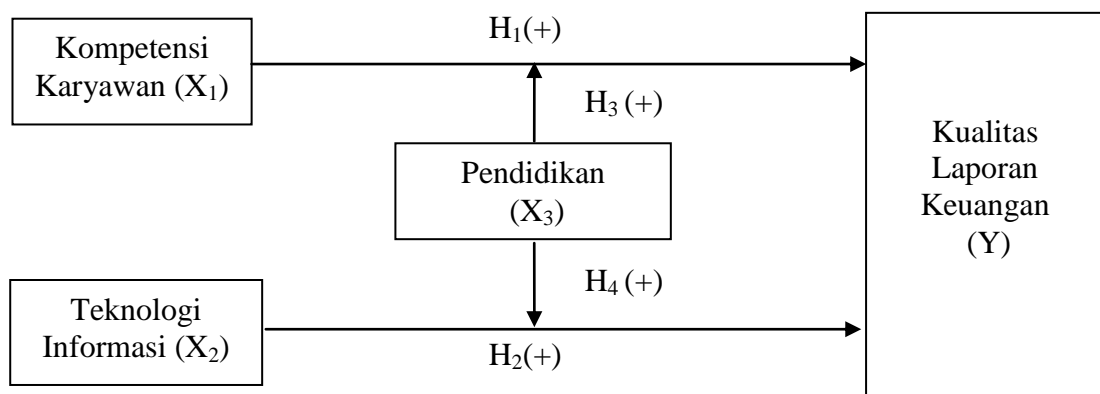 H₁(+)
Kompetensi
Karyawan (X₁)
H₃ (+)
Pendidikan
(X₃)
Kualitas
Laporan
Keuangan
(Y)
H₄ (+)
Teknologi
Informasi (X₂)
H₂(+)